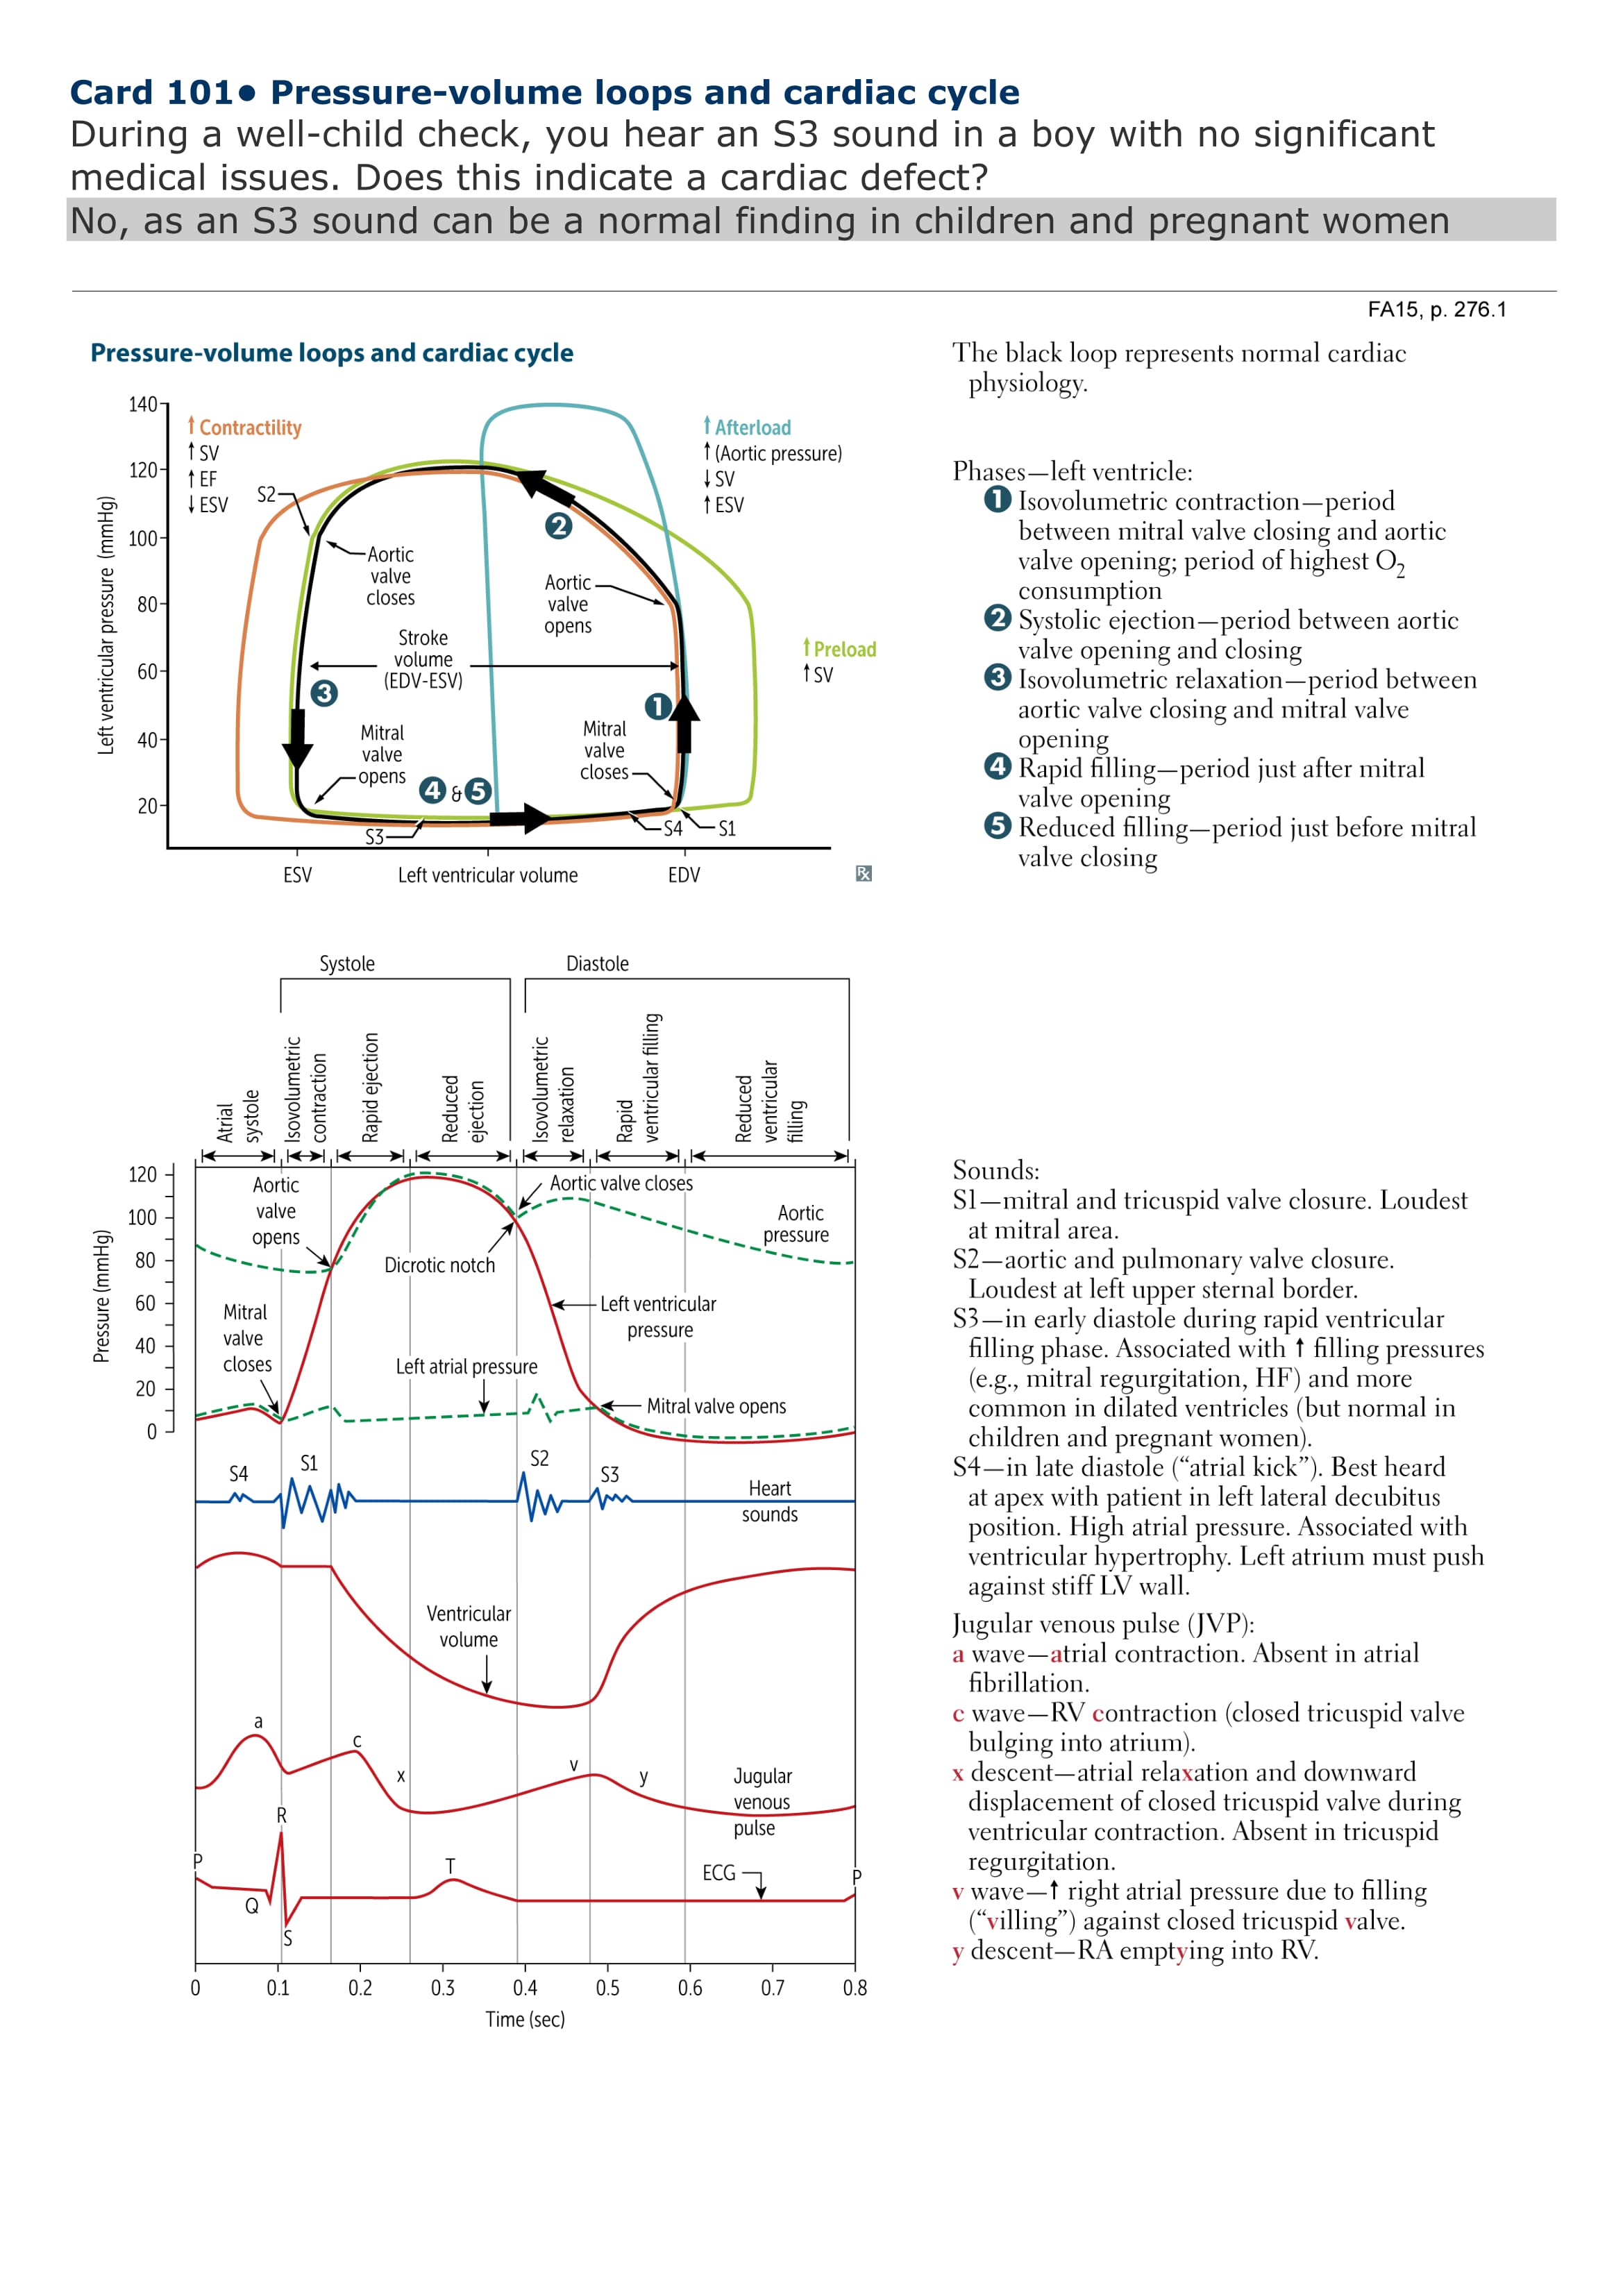 Card 101● Pressure-volume loops and cardiac cycle
During a well-child check, you hear an S3 sound in a boy with no significant
medical issues. Does this indicate a cardiac defect?
No, as an S3 sound can be a normal finding in children and pregnant women
FA15, p. 276.1
Pressure-volume loops and cardiac cycle
140
120
100
80
60
40
20
Left ventricular pressure (mmHg)
↑ Contractility
↑ SV
↑ EF
↓ ESV
S2
↑ Afterload
↑ (Aortic pressure)
↓ SV
↑ ESV
2
Aortic
valve
closes
Aortic
valve
opens
Stroke
volume
(EDV-ESV)
↑ Preload
↑ SV
3
1
Mitral
valve
opens
4 & 5
Mitral
valve
closes
S3
S4
S1
ESV
Left ventricular volume
EDV
Rx
The black loop represents normal cardiac
physiology.
Phases—left ventricle:
1 Isovolumetric contraction—period
between mitral valve closing and aortic
valve opening; period of highest O2
consumption
2 Systolic ejection—period between aortic
valve opening and closing
3 Isovolumetric relaxation—period between
aortic valve closing and mitral valve
opening
4 Rapid filling—period just after mitral
valve opening
5 Reduced filling—period just before mitral
valve closing
Systole
Diastole
Atrial
systole
Isovolumetric
contraction
Rapid ejection
Reduced
ejection
Isovolumetric
relaxation
Rapid
ventricular filling
Reduced
ventricular
filling
120
100
80
60
40
20
0
Pressure (mmHg)
Aortic
valve
opens
Aortic valve closes
Aortic
pressure
Dicrotic notch
Mitral
valve
closes
Left ventricular
pressure
Left atrial pressure
Mitral valve opens
S4
S1
S2
S3
Heart
sounds
Ventricular
volume
a
c
x
v
y
Jugular
venous
pulse
P
Q
R
S
T
ECG
P
0
0.1
0.2
0.3
0.4
0.5
0.6
0.7
0.8
Time (sec)
Sounds:
S1—mitral and tricuspid valve closure. Loudest
at mitral area.
S2—aortic and pulmonary valve closure.
Loudest at left upper sternal border.
S3—in early diastole during rapid ventricular
filling phase. Associated with ↑ filling pressures
(e.g., mitral regurgitation, HF) and more
common in dilated ventricles (but normal in
children and pregnant women).
S4—in late diastole (“atrial kick”). Best heard
at apex with patient in left lateral decubitus
position. High atrial pressure. Associated with
ventricular hypertrophy. Left atrium must push
against stiff LV wall.
Jugular venous pulse (JVP):
a wave—atrial contraction. Absent in atrial
fibrillation.
c wave—RV contraction (closed tricuspid valve
bulging into atrium).
x descent—atrial relaxation and downward
displacement of closed tricuspid valve during
ventricular contraction. Absent in tricuspid
regurgitation.
v wave—↑ right atrial pressure due to filling
(“villing”) against closed tricuspid valve.
y descent—RA emptying into RV.